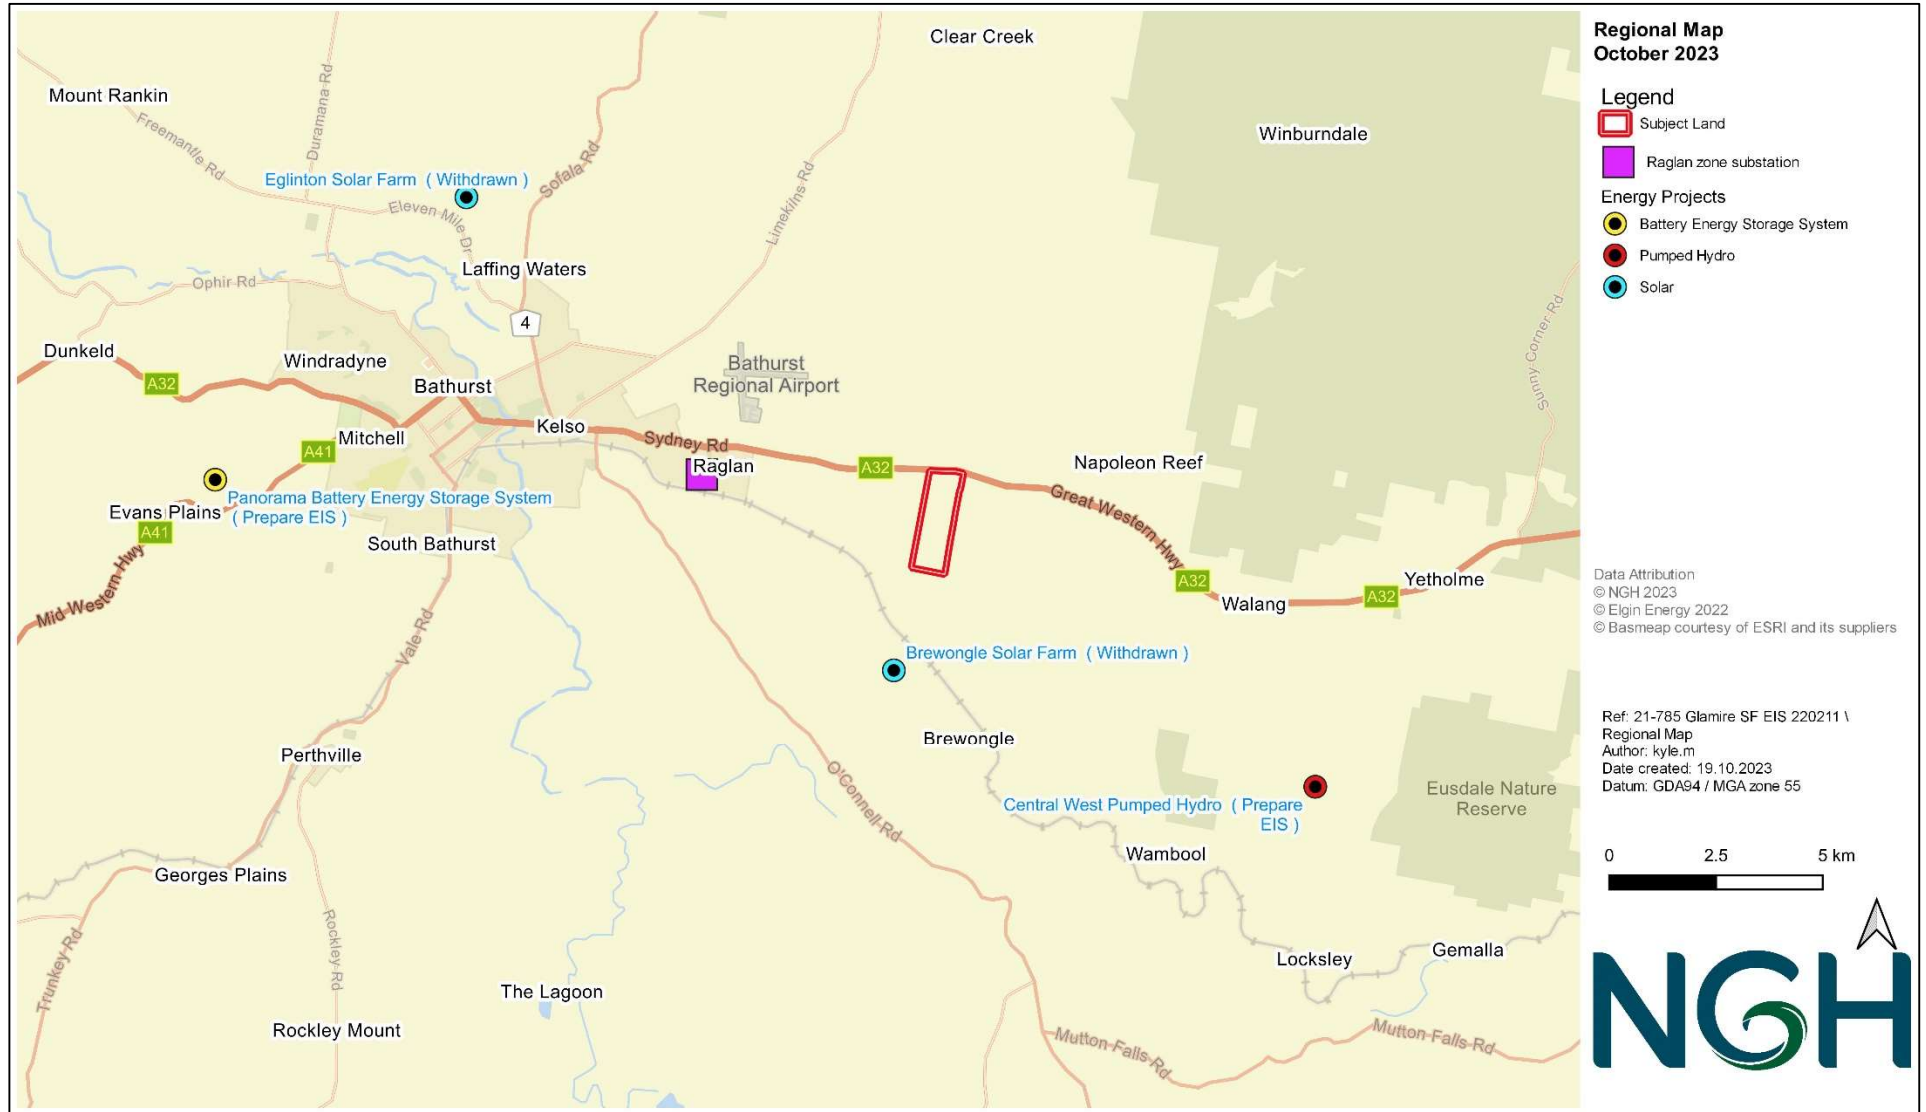 Regional Map
October 2023
Legend
Subject Land
Raglan zone substation
Energy Projects
Battery Energy Storage System
Pumped Hydro
Solar
Data Attribution
© NGH 2023
© Elgin Energy 2022
© Basmeap courtesy of ESRI and its suppliers
Ref: 21-785 Glamire SF EIS 220211 \
Regional Map
Author: kyle.m
Date created: 19.10.2023
Datum: GDA94 / MGA zone 55
0 2.5 5 km
NGH
Clear Creek
Mount Rankin
Freemantle Rd
Duramana Rd
Winburndale
Eglinton Solar Farm ( Withdrawn )
Sofala Rd
Limekilns Rd
Eleven Mile Dr
Laffing Waters
Ophir Rd
4
Sunny Corner Rd
Dunkeld
Windradyne
A32
Bathurst
Bathurst
Regional Airport
Kelso
Mitchell
A41
Sydney Rd
Raglan
A32
Napoleon Reef
Great Western Hwy
Panorama Battery Energy Storage System
( Prepare EIS )
Evans Plains
A41
South Bathurst
Mid Western Hwy
A32
Walang
A32
Yetholme
Vale Rd
Brewongle Solar Farm ( Withdrawn )
Brewongle
Perthville
O'Connell Rd
Central West Pumped Hydro ( Prepare
EIS )
Eusdale Nature
Reserve
Wambool
Georges Plains
Rockley Rd
Trunkey Rd
Locksley
Gemalla
The Lagoon
Rockley Mount
Mutton Falls Rd
Mutton Falls Rd